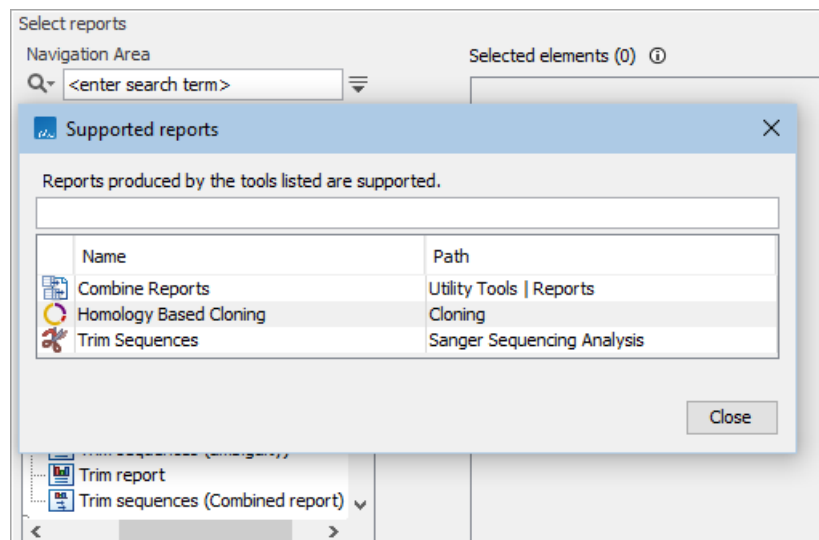 Select reports
Navigation Area
Selected elements (0)
<enter search term>
Supported reports
Reports produced by the tools listed are supported.
Name Path
Combine Reports Utility Tools | Reports
Homology Based Cloning Cloning
Trim Sequences Sanger Sequencing Analysis
Close
Trim report
Trim sequences (Combined report)